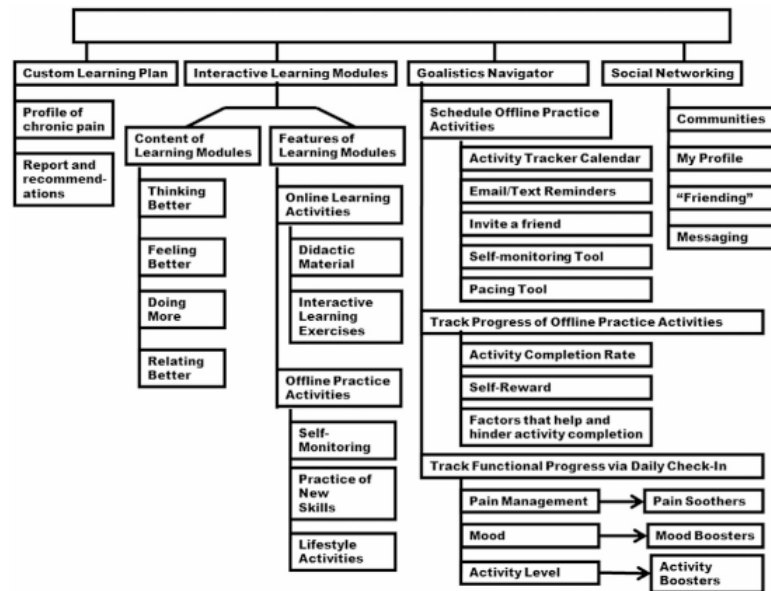 Custom Learning Plan
Interactive Learning Modules
Goalistics Navigator
Social Networking
Profile of
chronic pain
Report and
recommend-
ations
Content of
Learning Modules
Thinking
Better
Feeling
Better
Doing
More
Relating
Better
Features of
Learning Modules
Online Learning
Activities
Didactic
Material
Interactive
Learning
Exercises
Offline Practice
Activities
Self-
Monitoring
Practice of
New
Skills
Lifestyle
Activities
Schedule Offline Practice
Activities
Activity Tracker Calendar
Email/Text Reminders
Invite a friend
Self-monitoring Tool
Pacing Tool
Track Progress of Offline Practice Activities
Activity Completion Rate
Self-Reward
Factors that help and
hinder activity completion
Track Functional Progress via Daily Check-In
Pain Management
Pain Soothers
Mood
Mood Boosters
Activity Level
Activity
Boosters
Communities
My Profile
“Friending”
Messaging